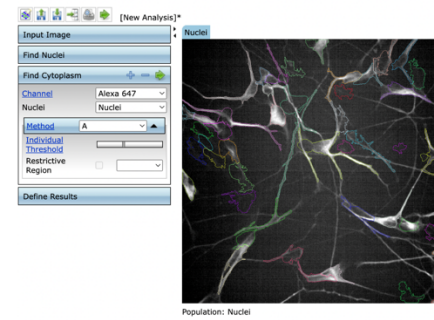 [New Analysis]*
Input Image
Find Nuclei
Find Cytoplasm
Channel Alexa 647
Nuclei Nuclei
Method A
Individual
Threshold
Restrictive
Region
Define Results
Nuclei
Population: Nuclei